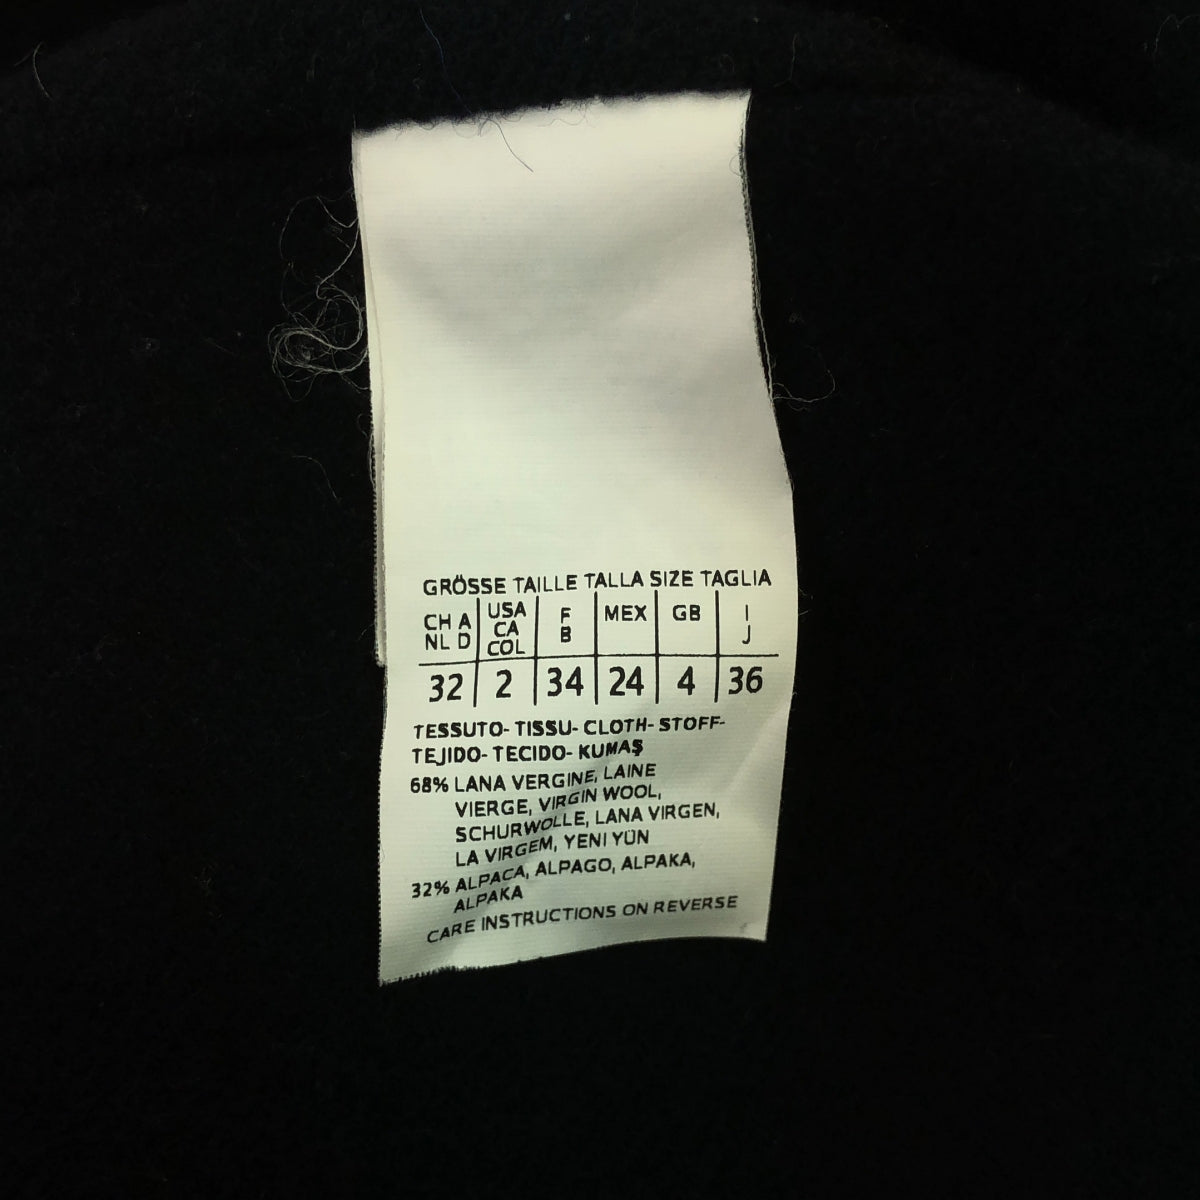 GRÖSSE TAILLE TALLA SIZE TAGLIA
CH A USA F MEX GB I
NL D CA B J
COL
32 2 34 24 4 36
TESSUTO- TISSU- CLOTH- STOFF-
TEJIDO- TECIDO- KUMAŞ
68% LANA VERGINE, LAINE
VIERGE, VIRGIN WOOL,
SCHURWOLLE, LANA VIRGEN,
LA VIRGEM, YENI YÜN
32% ALPACA, ALPAGO, ALPAKA,
ALPAKA
CARE INSTRUCTIONS ON REVERSE